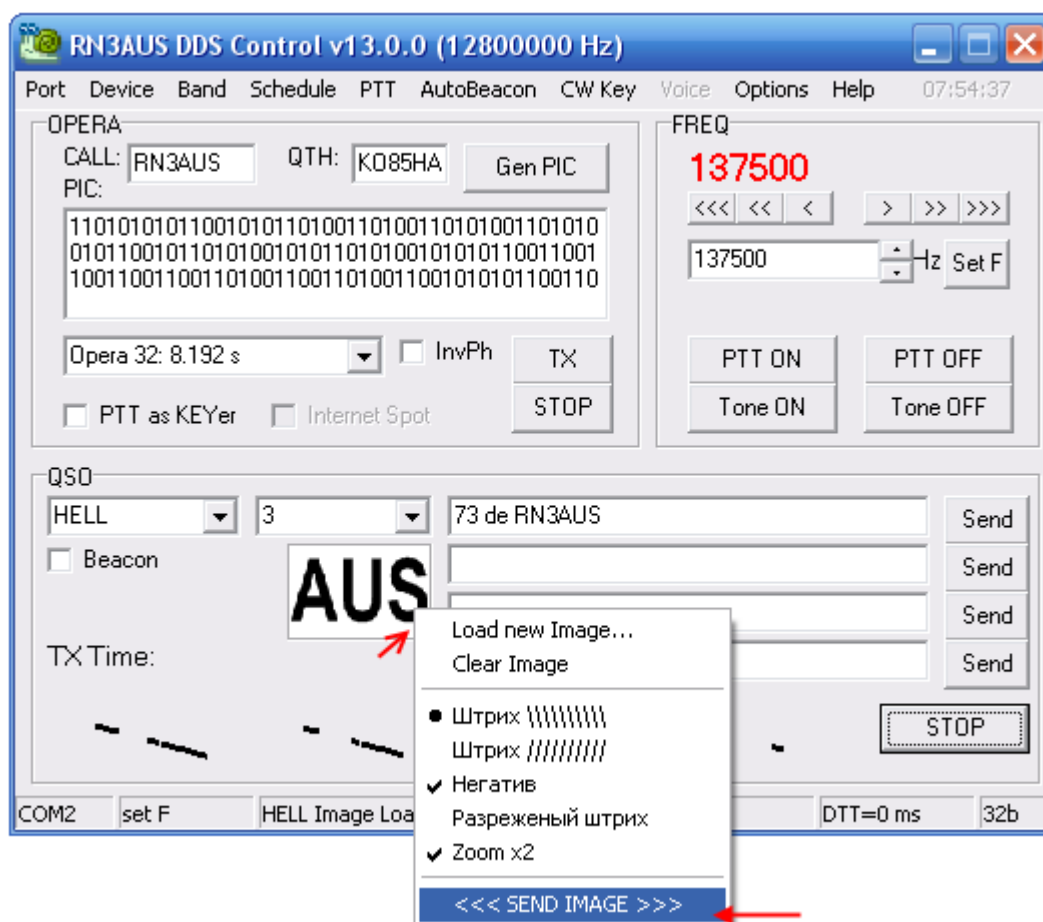 RN3AUS DDS Control v13.0.0 (12800000 Hz)
Port Device Band Schedule PTT AutoBeacon CW Key Voice Options Help 07:54:37
OPERA
CALL: RN3AUS QTH: KO85HA Gen PIC
PIC:
110101010110010101101001101001101010011010
01011001011010100101011010100101010110011001
1001100110011010011001101001100101010110 0110
Opera 32: 8.192 s InvPh TX
PTT as KEYer Internet Spot STOP
FREQ
137500
<<< << < > >> >>>
137500 Hz Set F
PTT ON PTT OFF
Tone ON Tone OFF
QSO
HELL 3 73 de RN3AUS Send
Beacon Send
AUS
Send
TX Time: Send
STOP
Load new Image...
Clear Image
Штрих \\\\\\\\\\
Штрих //////////
Негатив
Разреженый штрих
Zoom x2
<<< SEND IMAGE >>>
COM2 set F HELL Image Loa DTT=0 ms 32b